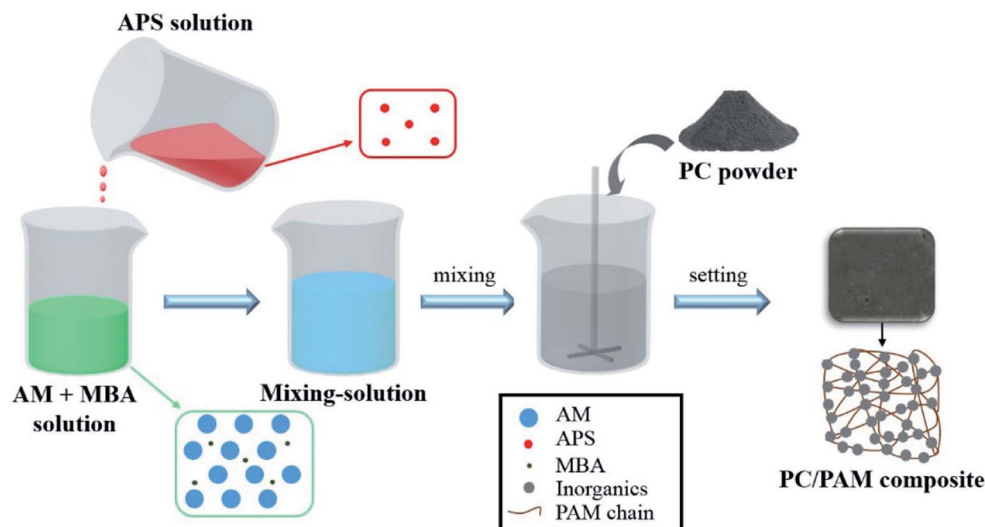 APS solution
PC powder
mixing
setting
AM + MBA
solution
Mixing-solution
AM
APS
MBA
Inorganics
PAM chain
PC/PAM composite